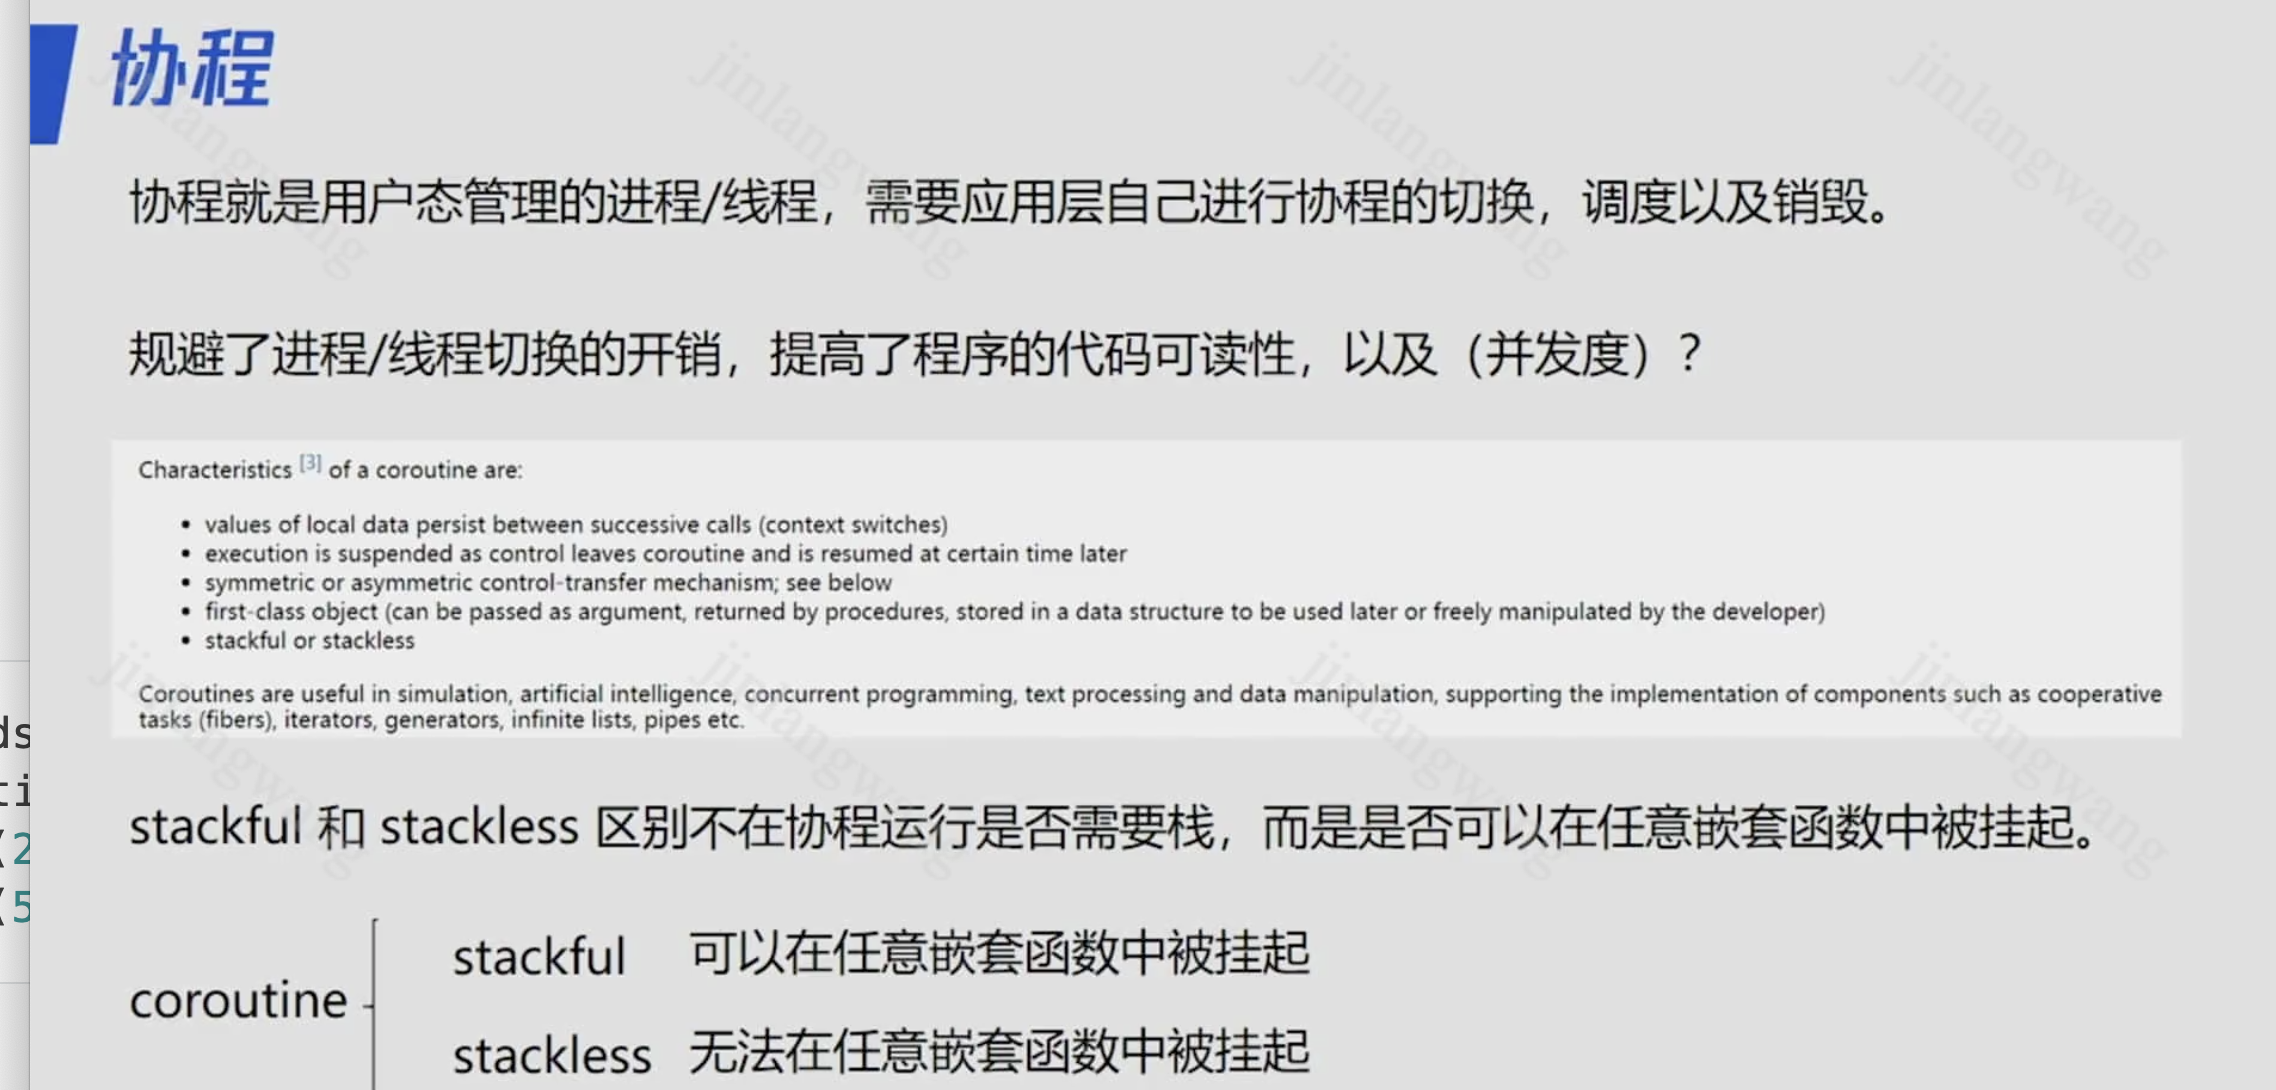 协程
协程就是用户态管理的进程/线程，需要应用层自己进行协程的切换，调度以及销毁。
规避了进程/线程切换的开销，提高了程序的代码可读性，以及（并发度）？
Characteristics [3] of a coroutine are:
• values of local data persist between successive calls (context switches)
• execution is suspended as control leaves coroutine and is resumed at certain time later
• symmetric or asymmetric control-transfer mechanism; see below
• first-class object (can be passed as argument, returned by procedures, stored in a data structure to be used later or freely manipulated by the developer)
• stackful or stackless
Coroutines are useful in simulation, artificial intelligence, concurrent programming, text processing and data manipulation, supporting the implementation of components such as cooperative
tasks (fibers), iterators, generators, infinite lists, pipes etc.
ds
ti
(2
(5
stackful 和 stackless 区别不在协程运行是否需要栈，而是是否可以在任意嵌套函数中被挂起。
coroutine
stackful 可以在任意嵌套函数中被挂起
stackless 无法在任意嵌套函数中被挂起
jinlangwang
jinlangwang
jinlangwang
jinlangwang
jinlangwang
jinlangwang
jinlangwang
jinlangwang